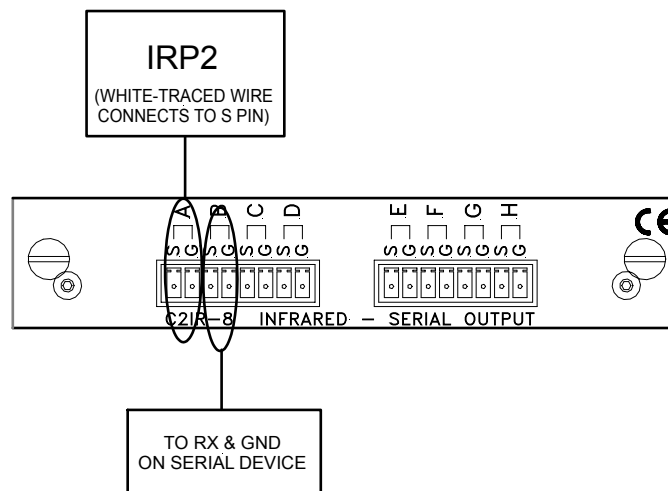 IRP2
(WHITE-TRACED WIRE
CONNECTS TO S PIN)
A B C D E F G H
S G S G S G S G S G S G S G S G
CE
C2IR-8 INFRARED - SERIAL OUTPUT
TO RX & GND
ON SERIAL DEVICE